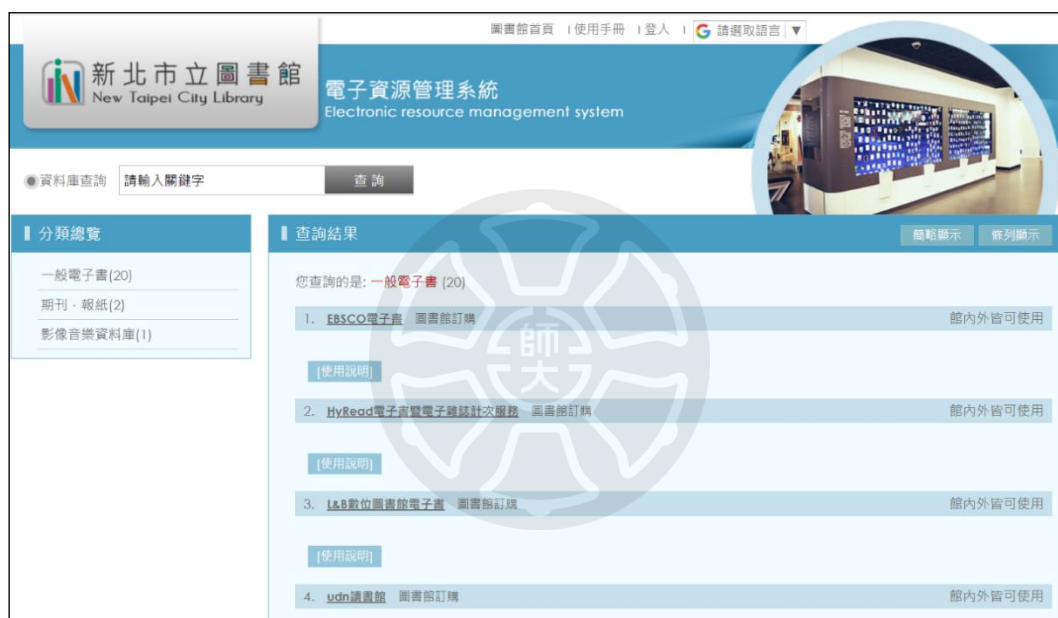 圖書館首頁 | 使用手冊 | 登入 | G 請選取語言 | ▼
新北市立圖書館
New Taipei City Library
電子資源管理系統
Electronic resource management system
資料庫查詢 請輸入關鍵字 查詢
分類總覽
一般電子書(20)
期刊．報紙(2)
影像音樂資料庫(1)
查詢結果 簡略顯示 條列顯示
您查詢的是: 一般電子書 (20)
1. EBSCO電子書 圖書館訂購 館內外皆可使用
[使用說明]
2. HyRead電子書暨電子雜誌計次服務 圖書館訂購 館內外皆可使用
[使用說明]
3. L&B數位圖書館電子書 圖書館訂購 館內外皆可使用
[使用說明]
4. udn讀書館 圖書館訂購 館內外皆可使用
師大